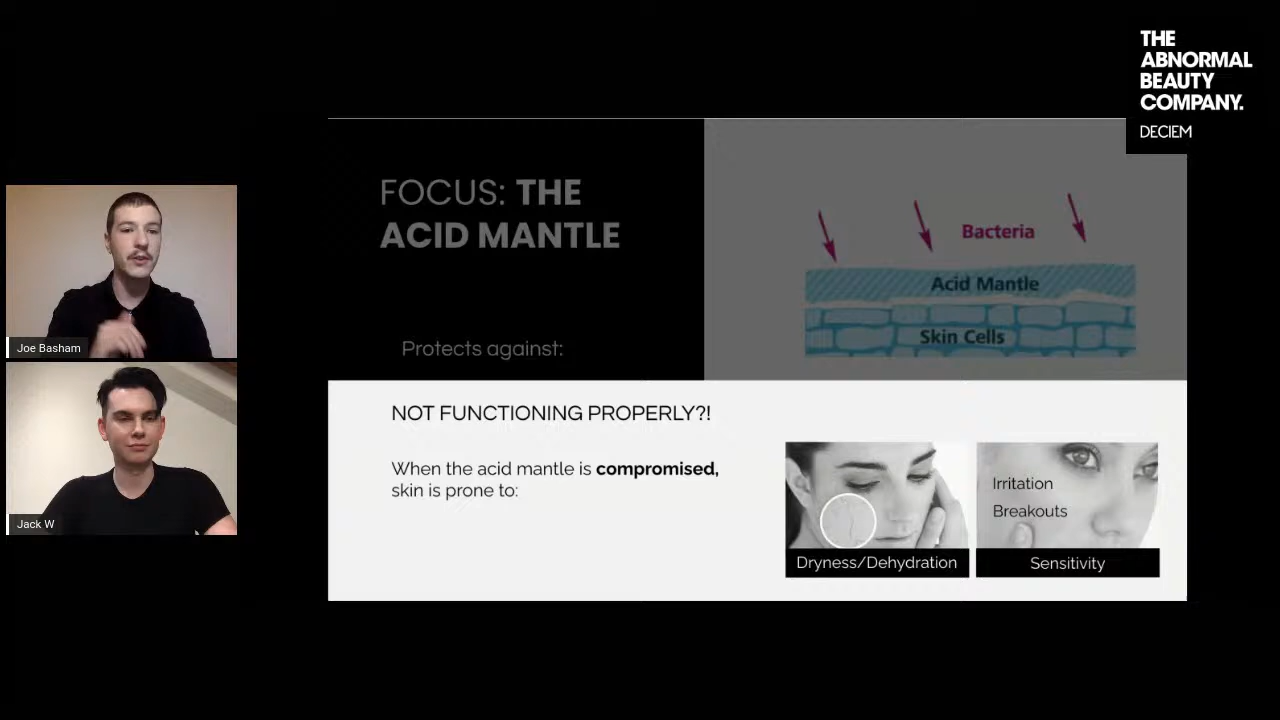 THE
ABNORMAL
BEAUTY
COMPANY.
DECIEM
FOCUS: THE
ACID MANTLE
Protects against:
Bacteria
Acid Mantle
Skin Cells
Joe Basham
Jack W
NOT FUNCTIONING PROPERLY?!
When the acid mantle is compromised,
skin is prone to:
Dryness/Dehydration
Irritation
Breakouts
Sensitivity